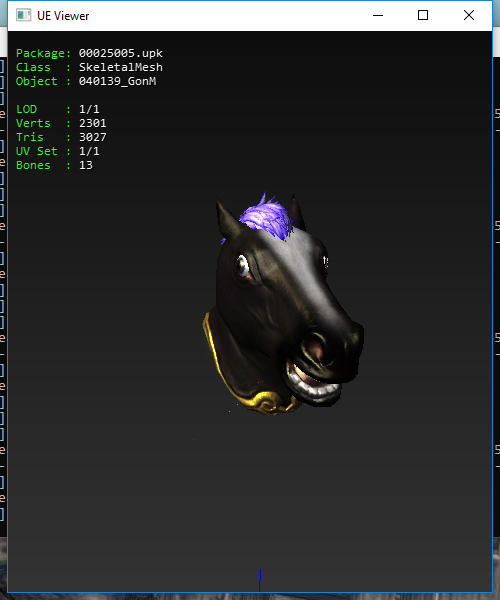 UE Viewer
Package: 00025005.upk
Class : SkeletalMesh
Object : 040139_GonM
LOD : 1/1
Verts : 2301
Tris : 3027
UV Set : 1/1
Bones : 13